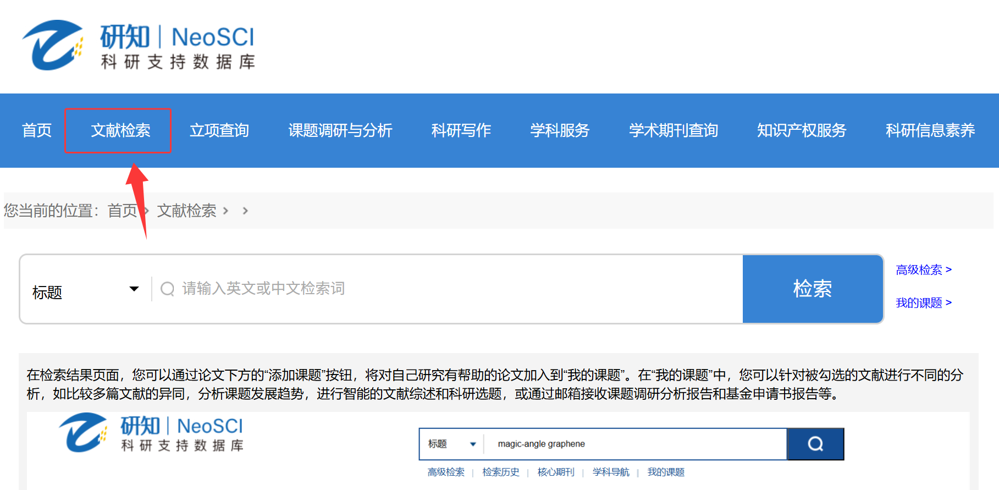 研知 | NeoSCI
科研支持数据库
首页 文献检索 立项查询 课题调研与分析 科研写作 学科服务 学术期刊查询 知识产权服务 科研信息素养
您当前的位置：首页 > 文献检索 > >
标题 请输入英文或中文检索词 检索
高级检索 >
我的课题 >
在检索结果页面，您可以通过论文下方的“添加课题”按钮，将对自己研究有帮助的论文加入到“我的课题”。在“我的课题”中，您可以针对被勾选的文献进行不同的分
析，如比较多篇文献的异同，分析课题发展趋势，进行智能的文献综述和科研选题，或通过邮箱接收课题调研分析报告和基金申请书报告等。
研知 | NeoSCI
科研支持数据库
标题 magic-angle graphene
高级检索 | 检索历史 | 核心期刊 | 学科导航 | 我的课题